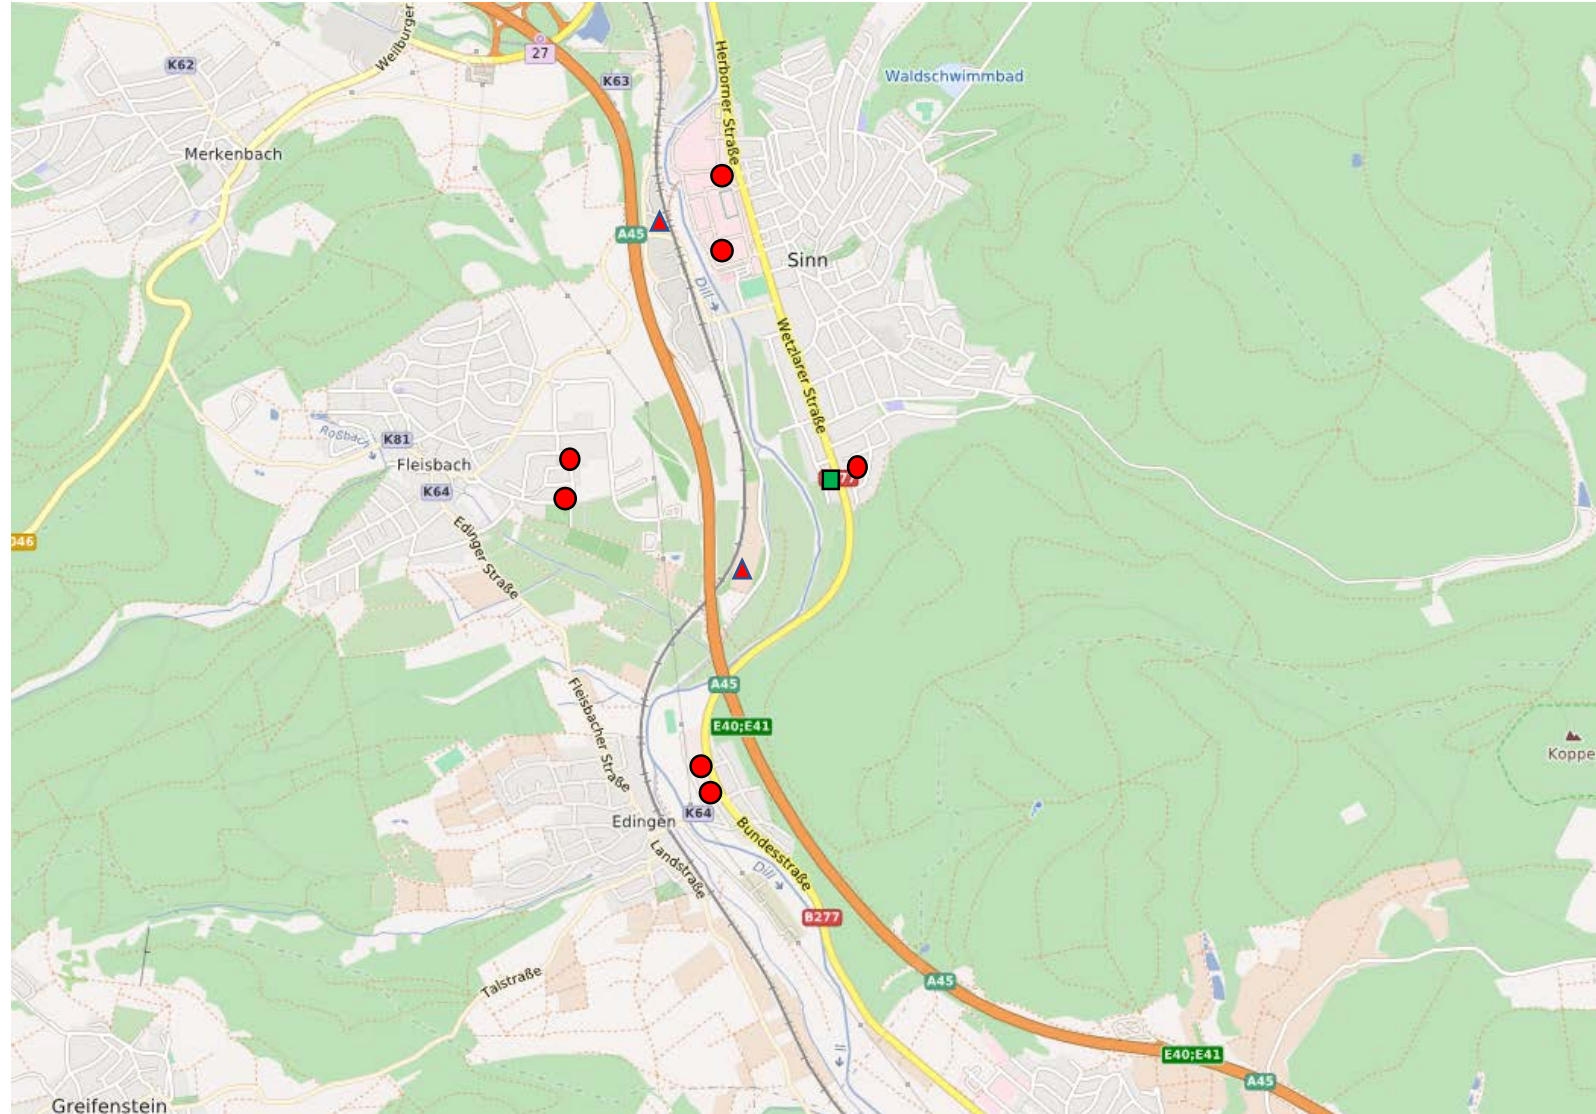 Weilburger
K62
27
K63
Herborner Straße
Waldschwimmbad
Merkenbach
A45
Sinn
Dill
Wetzlarer Straße
Roßbach
K81
Fleisbach
K64
Edinger Straße
A45
E40;E41
Fleisbacher Straße
Koppe
K64
Edingen
Bundesstraße
Landstraße
Dill
B277
Talstraße
A45
E40;E41
A45
Greifenstein